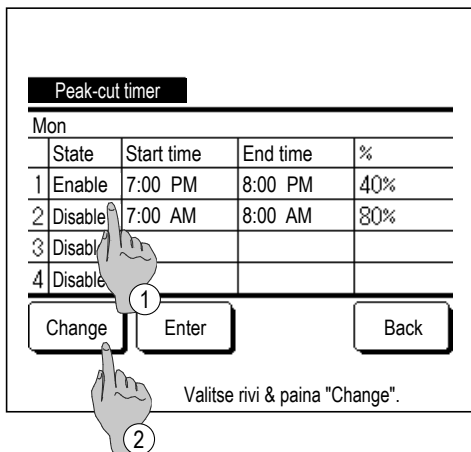 Peak-cut timer
Mon
State Start time End time %
1 Enable 7:00 PM 8:00 PM 40%
2 Disable 7:00 AM 8:00 AM 80%
3 Disabl
4 Disable
1
Change Enter Back
Valitse rivi & paina "Change".
2